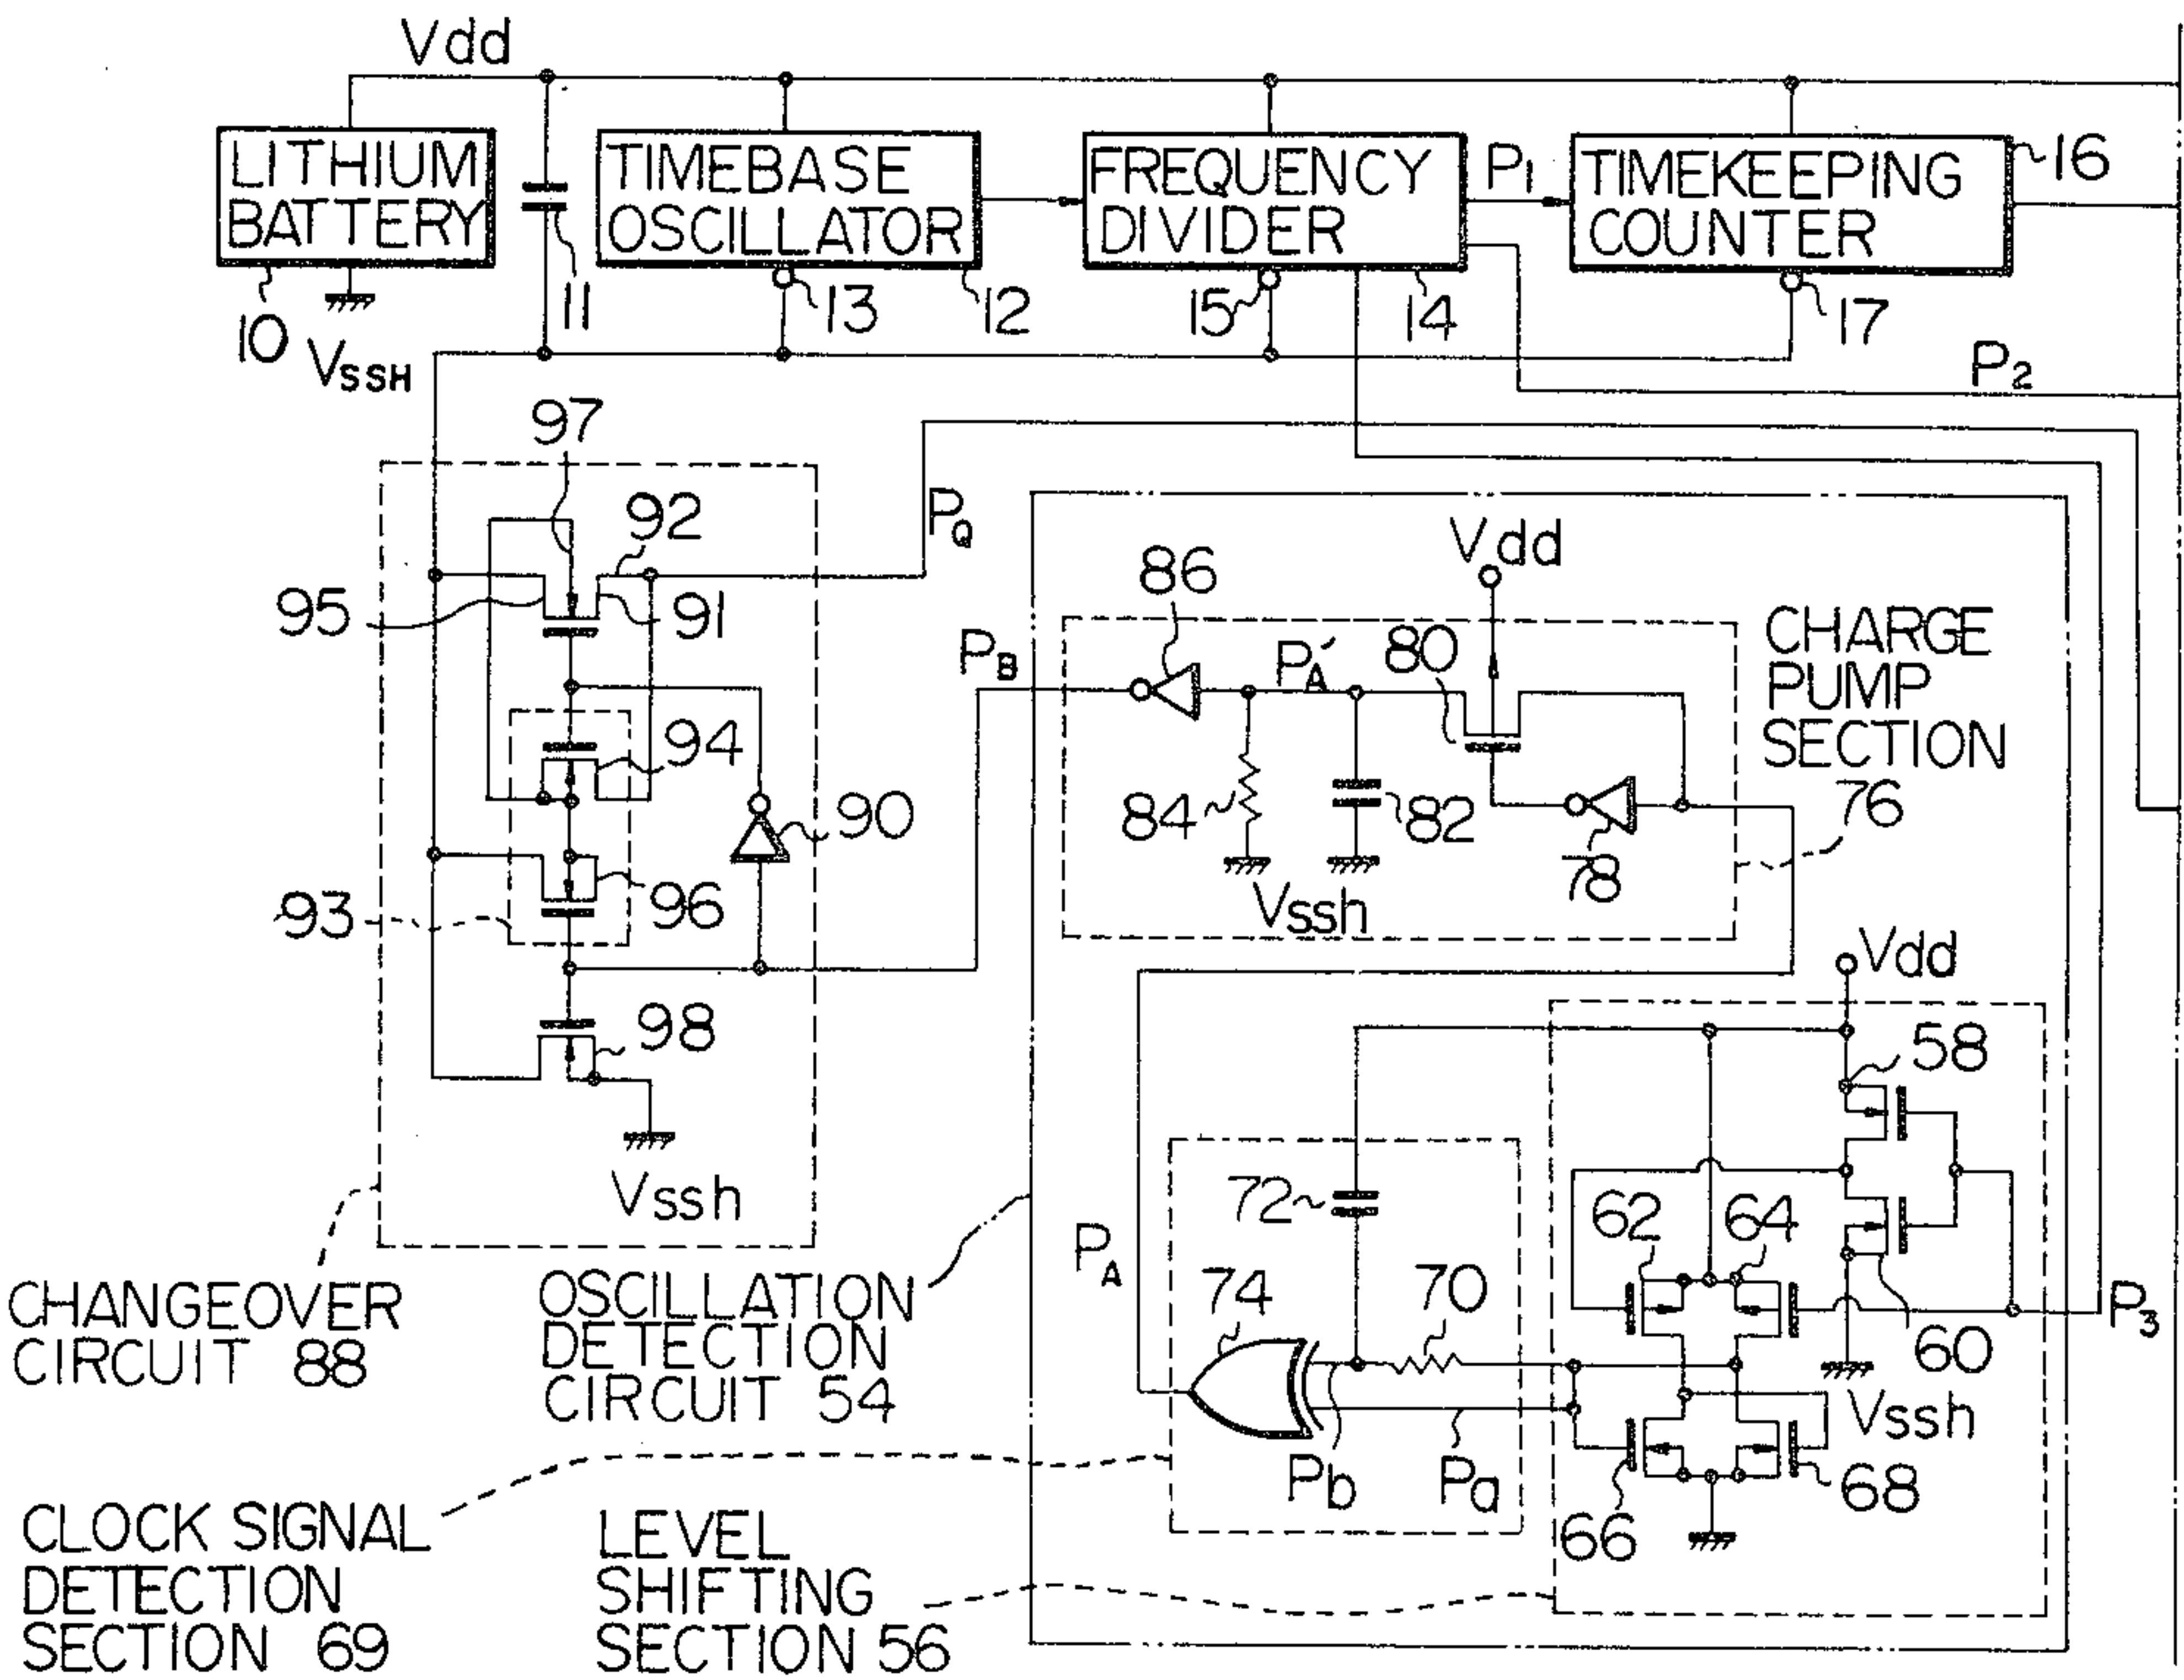 Vdd
LITHIUM
BATTERY
TIMEBASE
OSCILLATOR
FREQUENCY
DIVIDER
P1
TIMEKEEPING
COUNTER
16
10
11
13
12
15
14
17
VSSH
P2
97
92
PQ
95
91
94
90
93
96
98
Vssh
CHANGEOVER
CIRCUIT 88
PB
86
PA'
80
Vdd
84
82
78
Vssh
CHARGE
PUMP
SECTION
76
Vdd
58
72
62
64
PA
74
70
60
P3
Vssh
Pb
Pa
66
68
OSCILLATION
DETECTION
CIRCUIT 54
CLOCK SIGNAL
DETECTION
SECTION 69
LEVEL
SHIFTING
SECTION 56